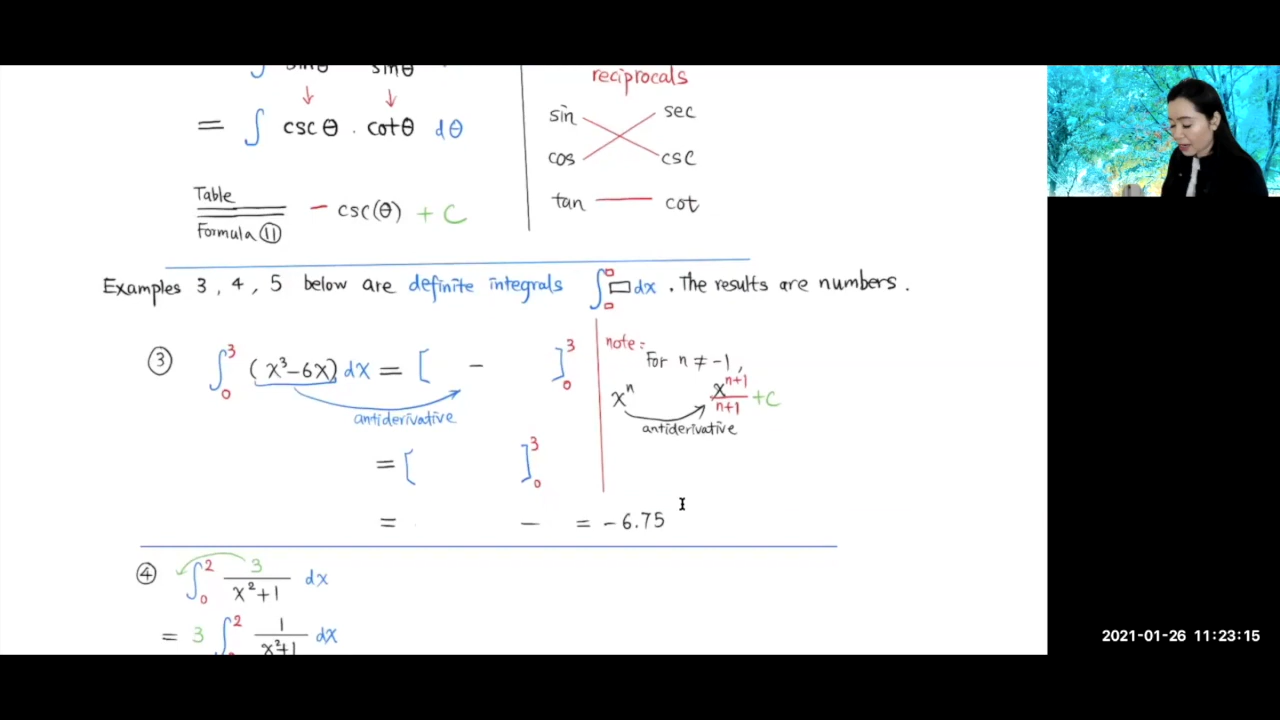 sinθ sinθ
= ∫ cscθ . cotθ dθ
Table
Formula ⑪
− csc(θ) + C
reciprocals
sin sec
cos csc
tan cot
Examples 3, 4, 5 below are definite integrals ∫□ dx. The results are numbers.
③ ∫₀³ (x³−6x) dx = [ − ]₀³
antiderivative
= [ ]₀³
= − = −6.75
note:
For n ≠ −1,
xⁿ xⁿ⁺¹/n+1 +C
antiderivative
④ ∫₀² 3/x²+1 dx
= 3 ∫₀² 1/x²+1 dx
2021-01-26 11:23:15